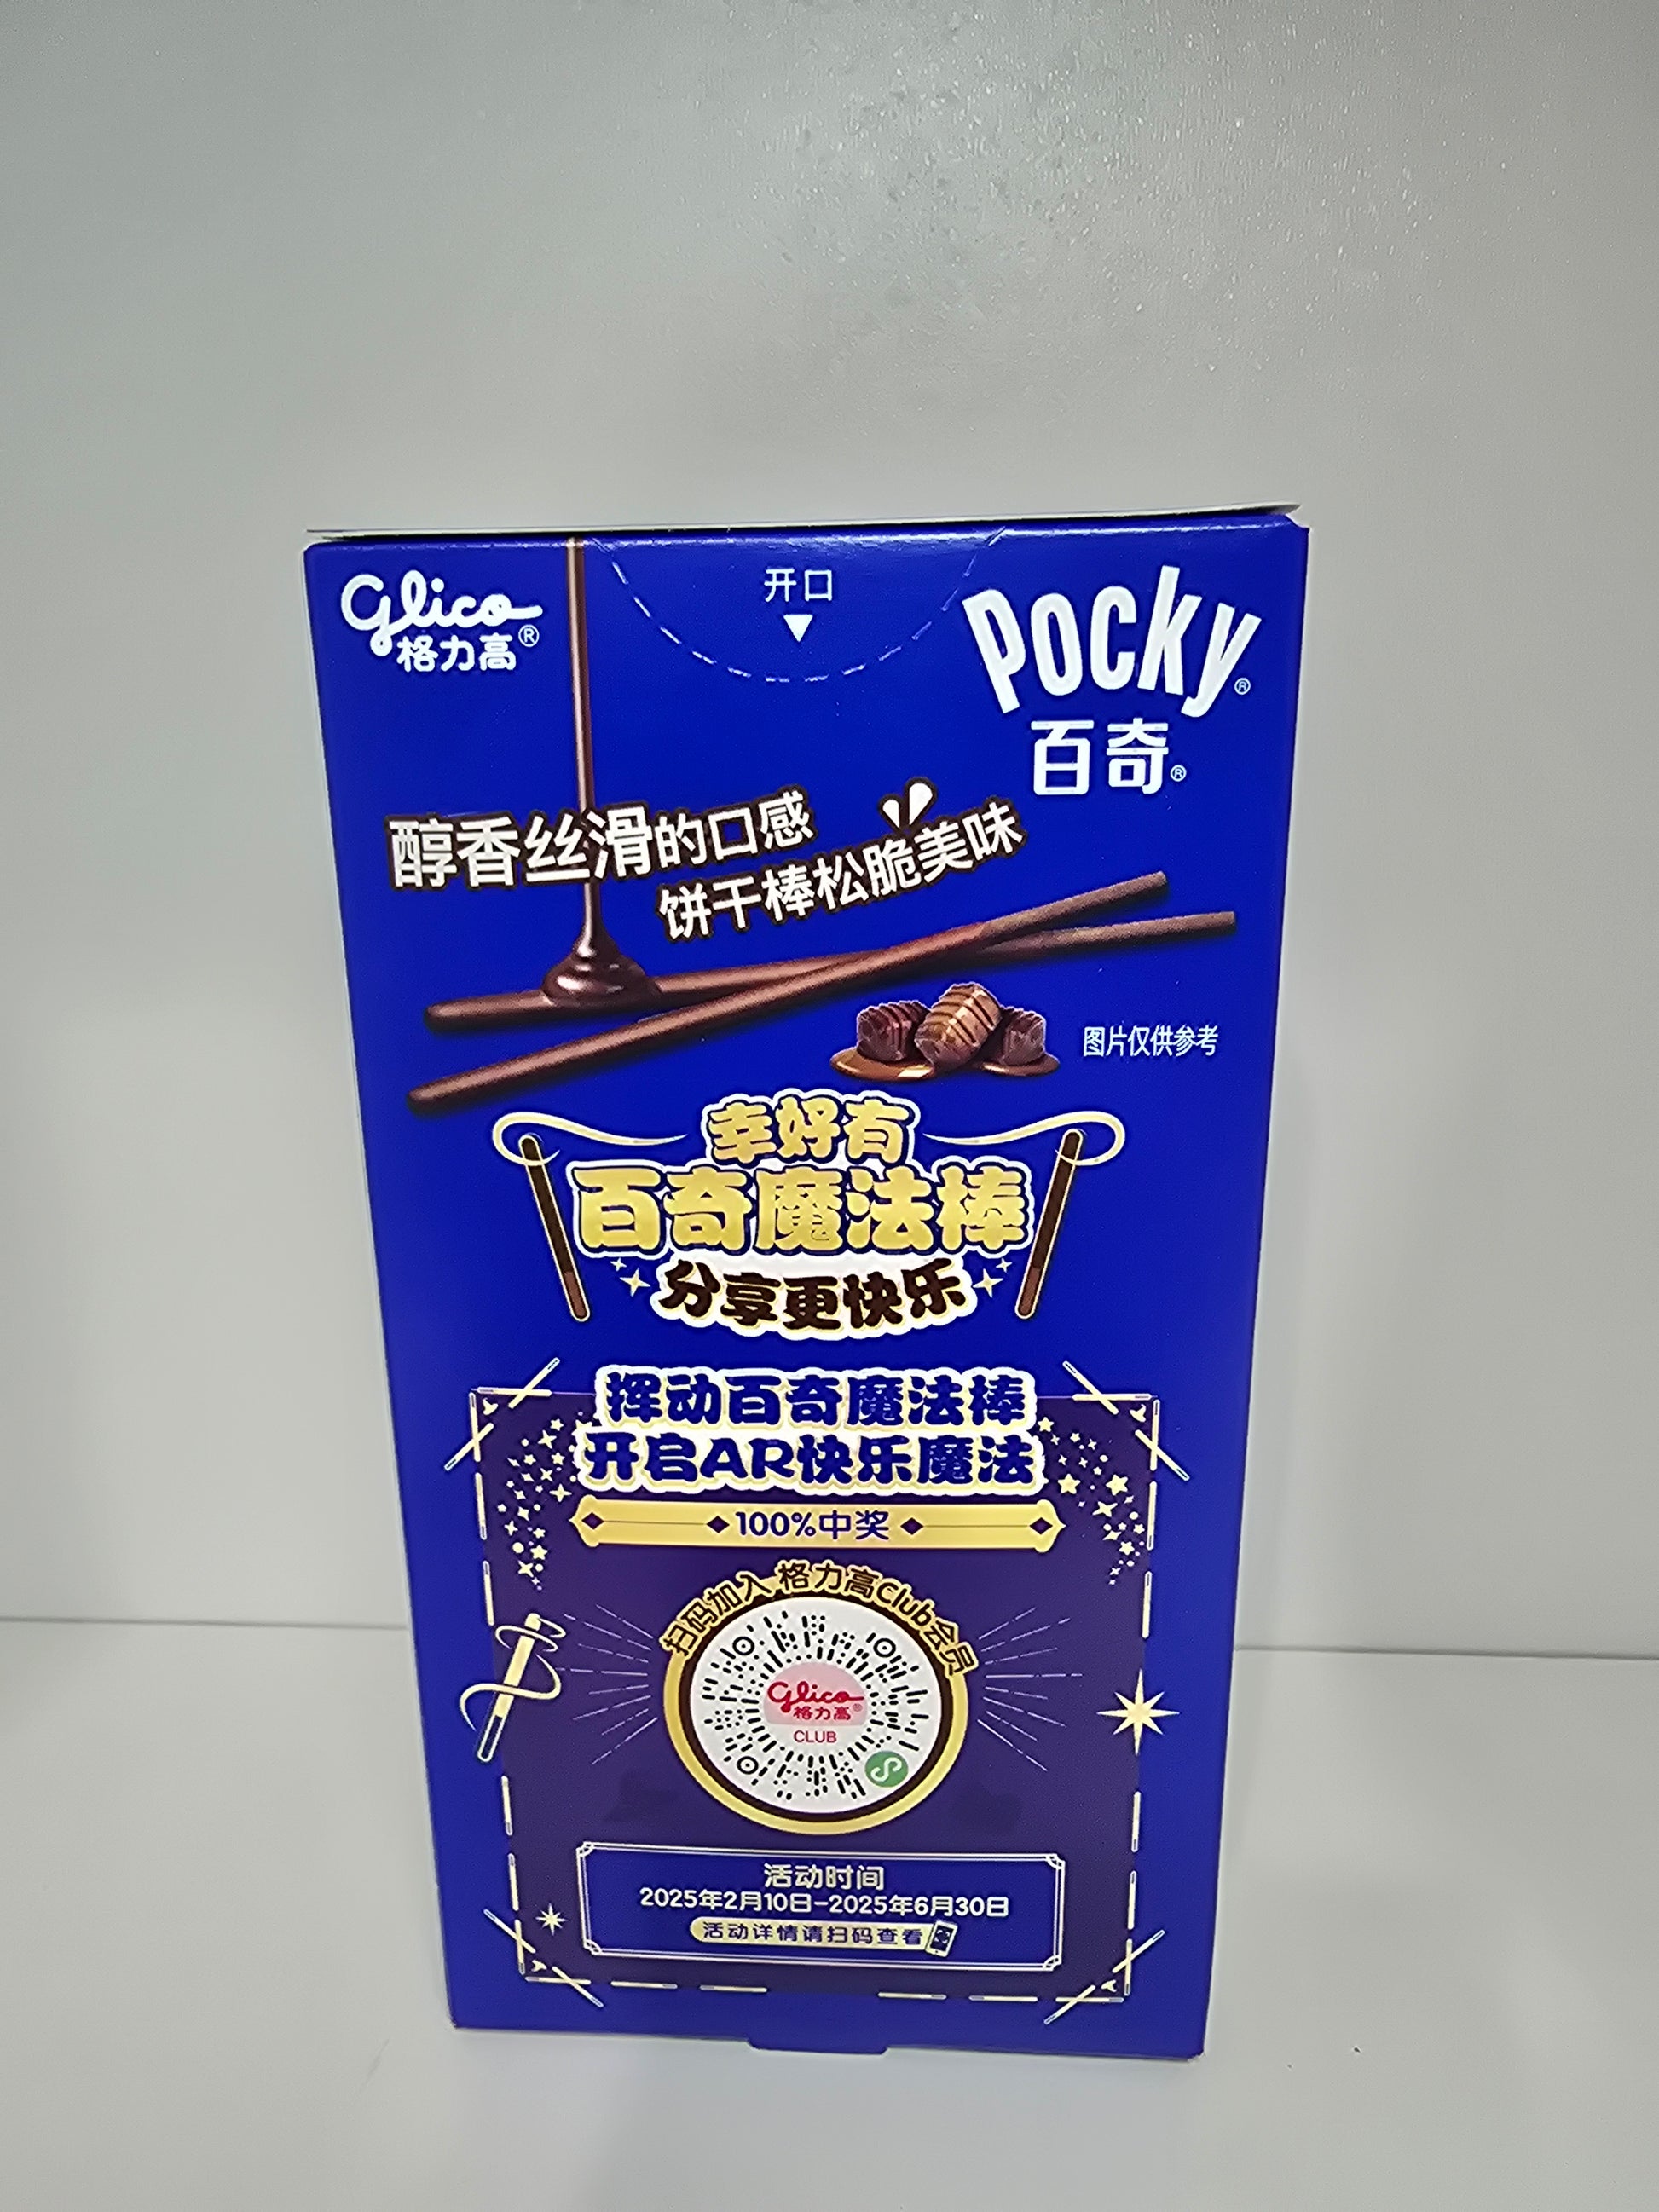 Glico®
格力高
开口
Pocky®
百奇®
醇香丝滑的口感
饼干棒松脆美味
图片仅供参考
幸好有
百奇魔法棒
分享更快乐
挥动百奇魔法棒
开启AR快乐魔法
100%中奖
扫码加入 格力高Club会员
Glico
格力高®
CLUB
活动时间
2025年2月10日-2025年6月30日
活动详情请扫码查看